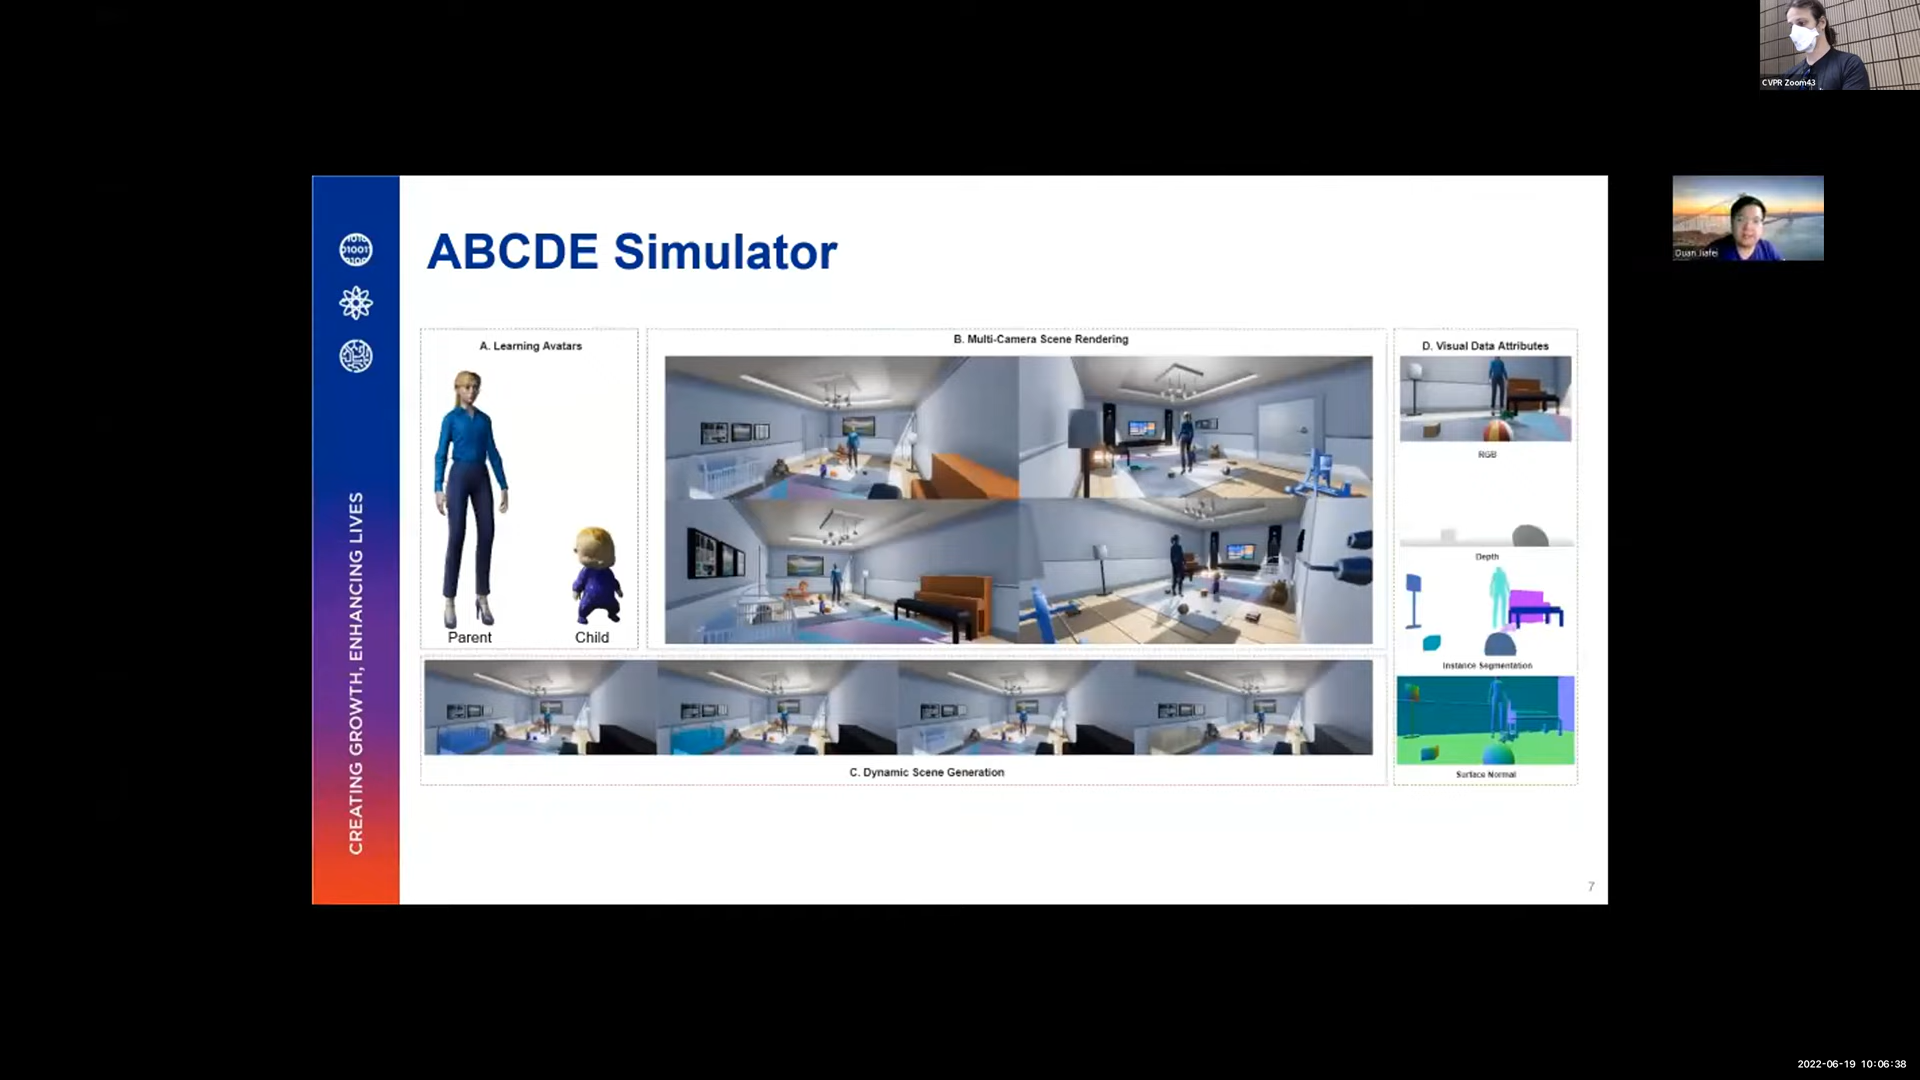 CVPR Zoom43
Duan Jiafei
ABCDE Simulator
CREATING GROWTH, ENHANCING LIVES
A. Learning Avatars
Parent
Child
B. Multi-Camera Scene Rendering
C. Dynamic Scene Generation
D. Visual Data Attributes
RGB
Depth
Instance Segmentation
Surface Normal
7
2022-06-19 10:06:38